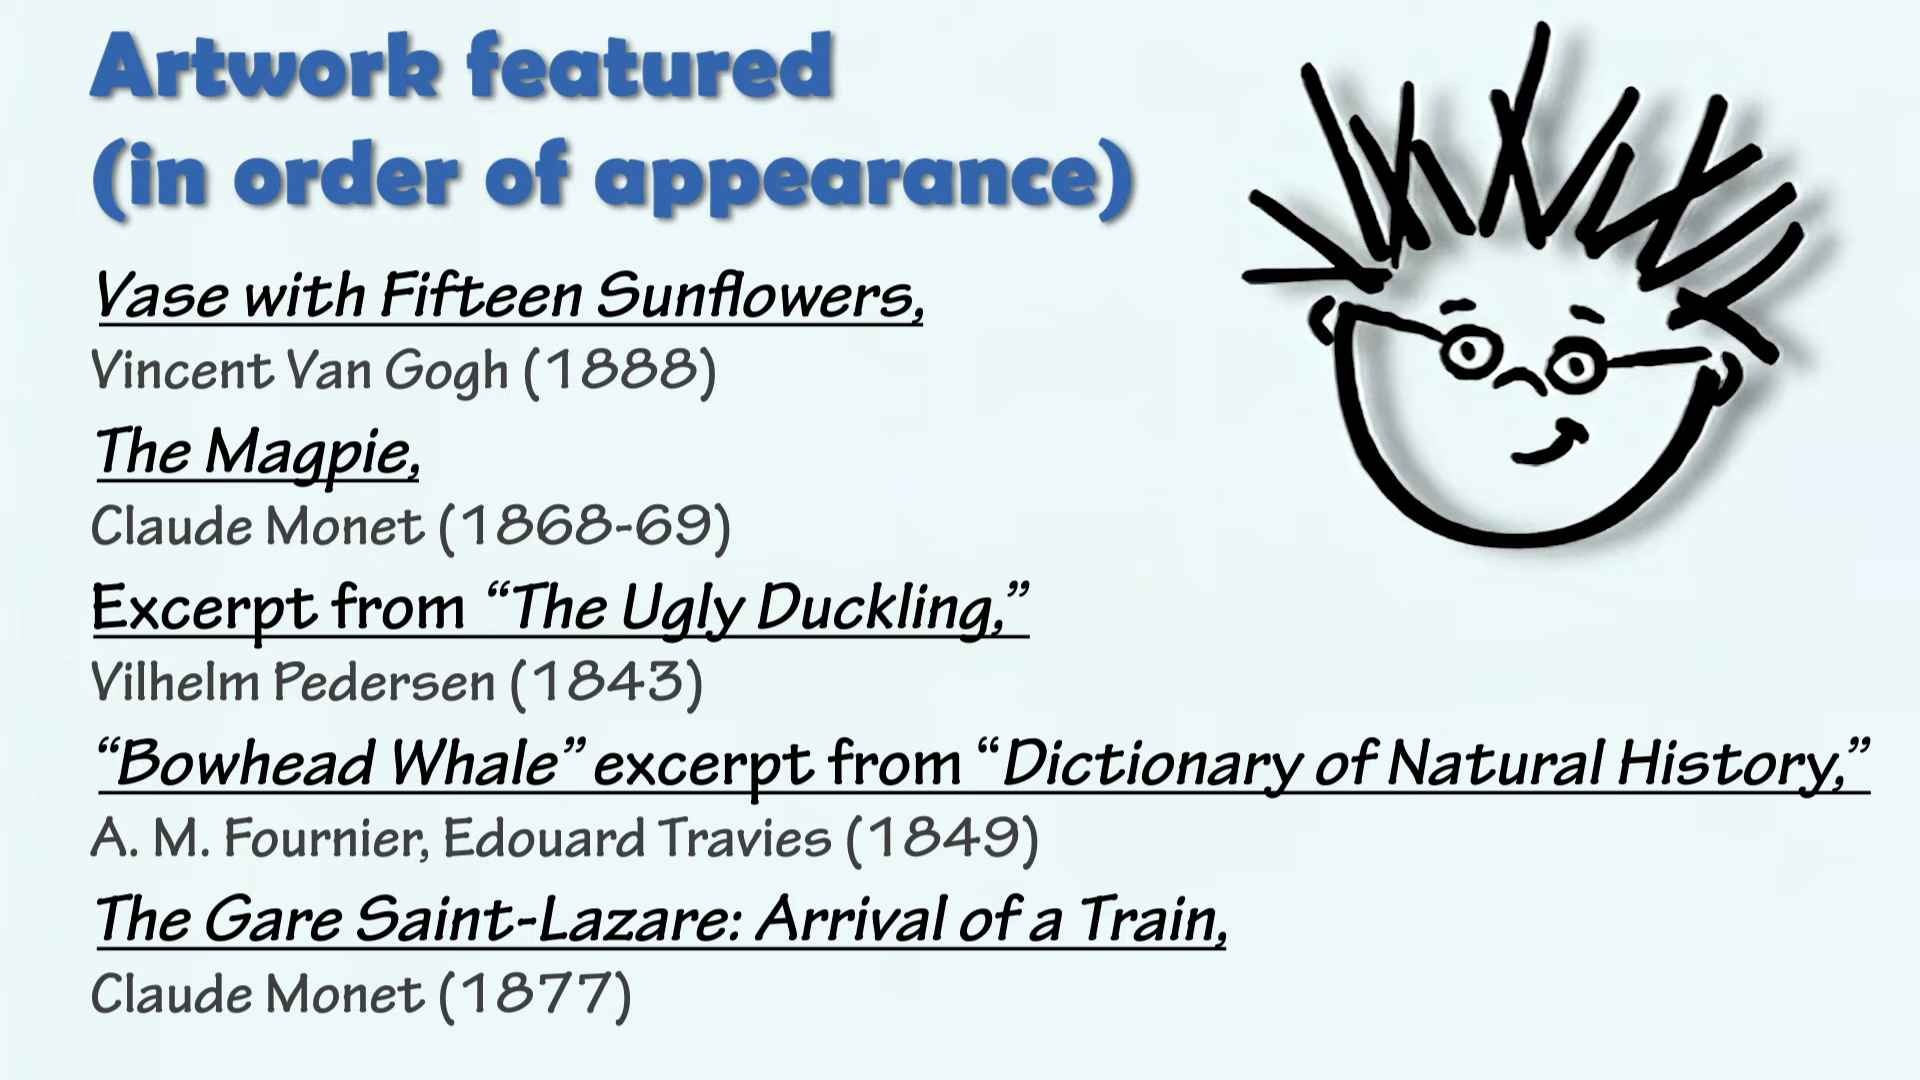 Artwork featured
(in order of appearance)
Vase with Fifteen Sunflowers,
Vincent Van Gogh (1888)
The Magpie,
Claude Monet (1868-69)
Excerpt from “The Ugly Duckling,”
Vilhelm Pedersen (1843)
“Bowhead Whale” excerpt from “Dictionary of Natural History,”
A. M. Fournier, Edouard Travies (1849)
The Gare Saint-Lazare: Arrival of a Train,
Claude Monet (1877)